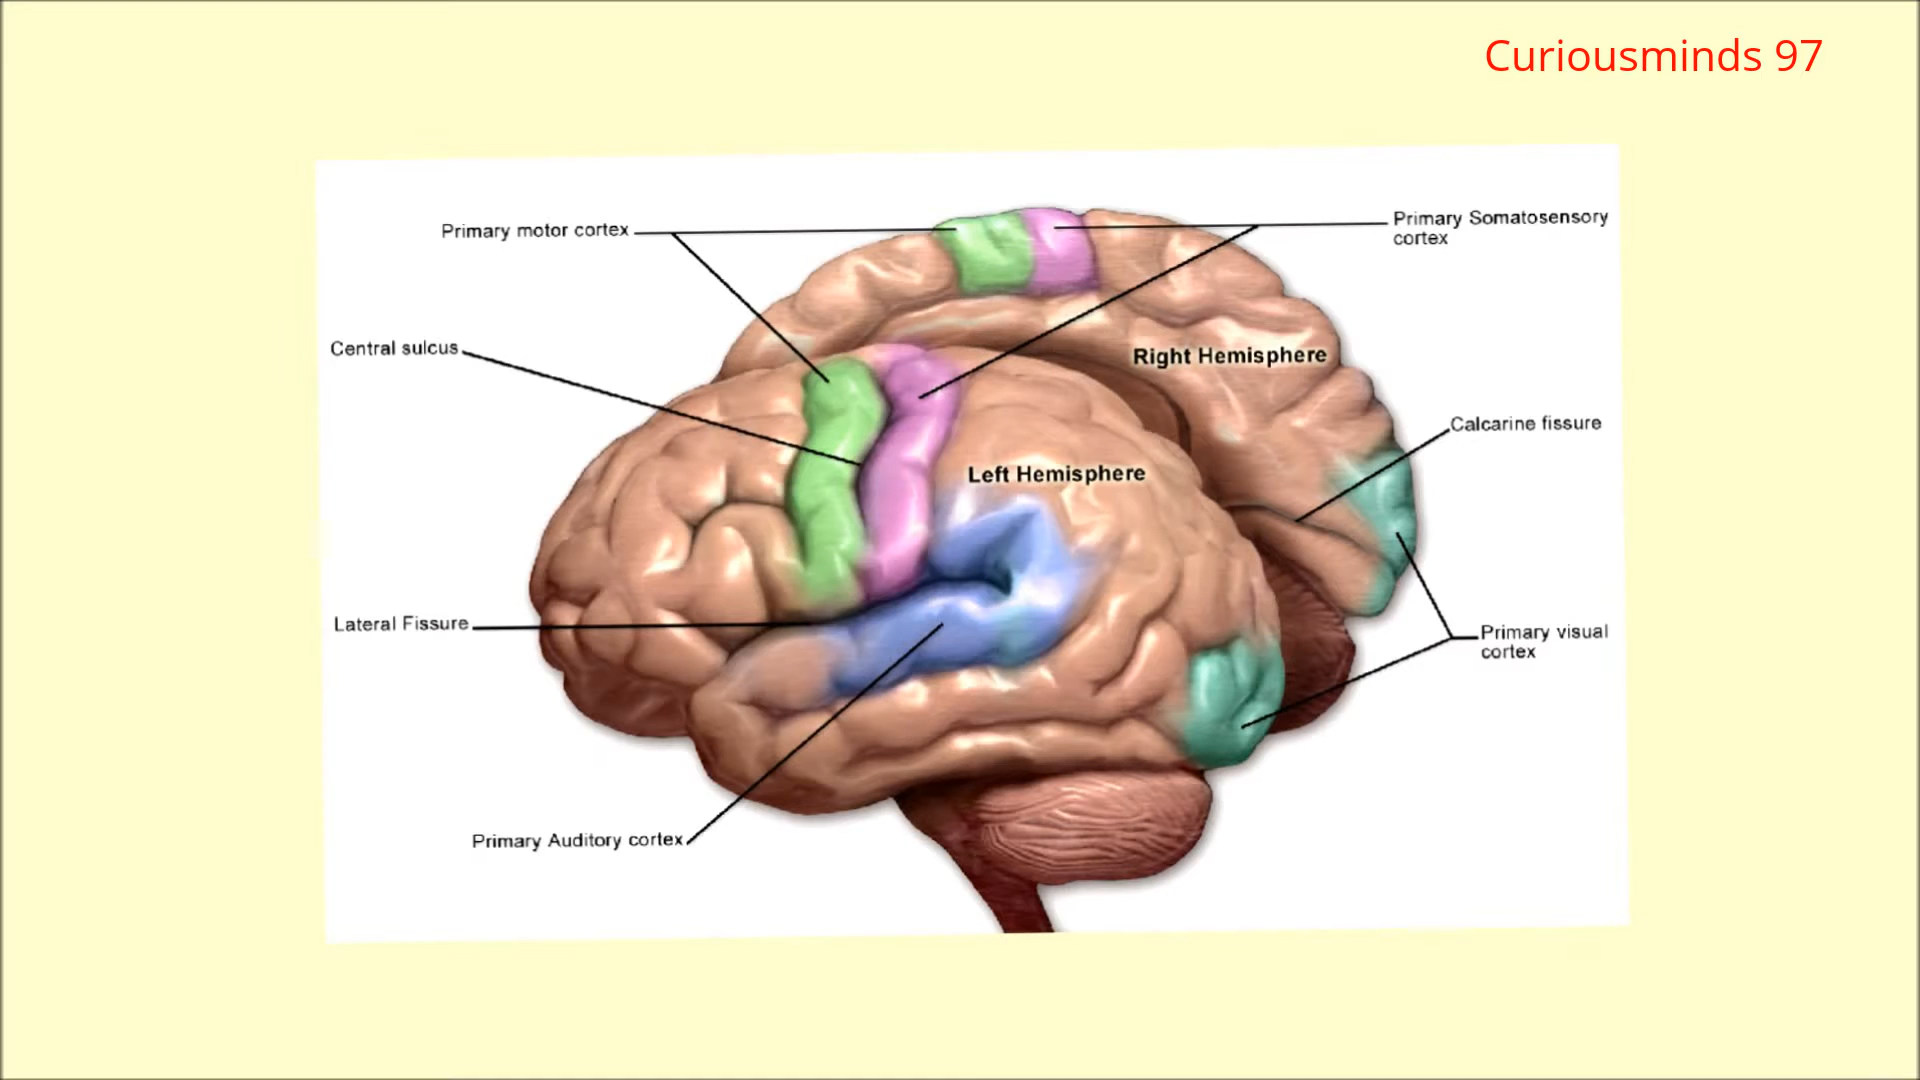 Curiousminds 97
Primary motor cortex
Primary Somatosensory
cortex
Central sulcus
Right Hemisphere
Calcarine fissure
Left Hemisphere
Lateral Fissure
Primary visual
cortex
Primary Auditory cortex